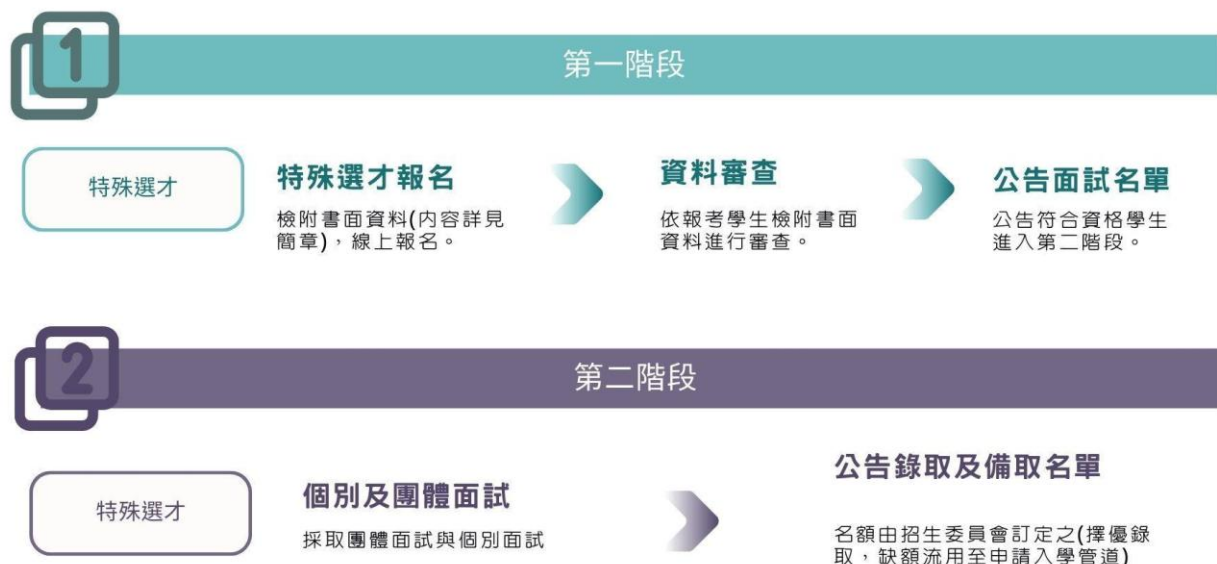 1
第一階段
特殊選才
特殊選才報名
檢附書面資料(內容詳見
簡章)，線上報名。
資料審查
依報考學生檢附書面
資料進行審查。
公告面試名單
公告符合資格學生
進入第二階段。
2
第二階段
特殊選才
個別及團體面試
採取團體面試與個別面試
公告錄取及備取名單
名額由招生委員會訂定之(擇優錄
取，缺額流用至申請入學管道)